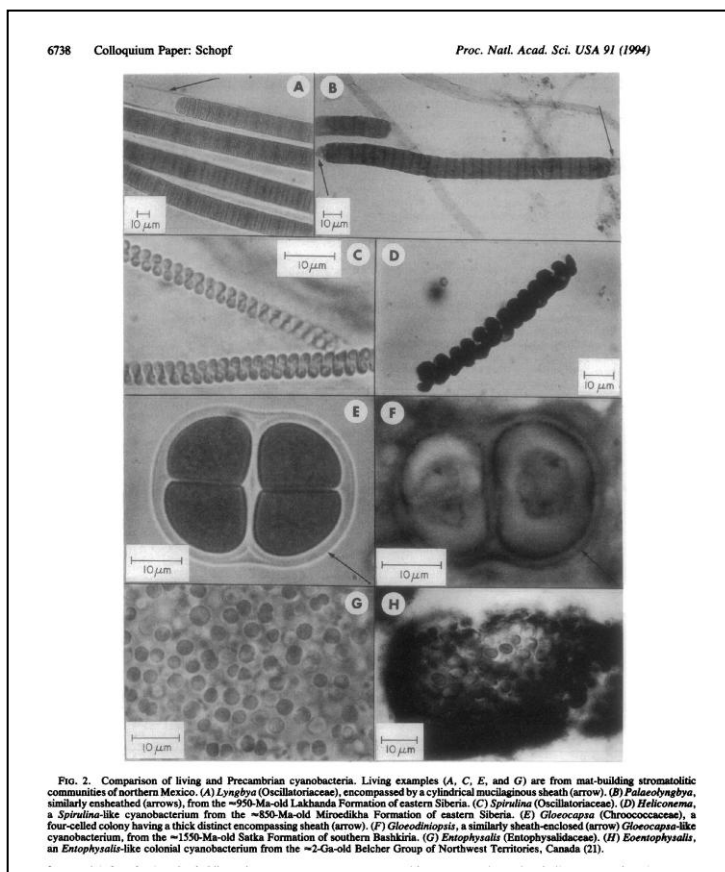 6738 Colloquium Paper: Schopf
Proc. Natl. Acad. Sci. USA 91 (1994)
A
B
10 μm
10 μm
C
10 μm
D
10 μm
E
10 μm
F
10 μm
G
10 μm
H
10 μm
FIG. 2. Comparison of living and Precambrian cyanobacteria. Living examples (A, C, E, and G) are from mat-building stromatolitic
communities of northern Mexico. (A) Lyngbya (Oscillatoriaceae), encompassed by a cylindrical mucilaginous sheath (arrow). (B) Palaeolyngbya,
similarly ensheathed (arrows), from the ≈950-Ma-old Lakhanda Formation of eastern Siberia. (C) Spirulina (Oscillatoriaceae). (D) Heliconema,
a Spirulina-like cyanobacterium from the ≈850-Ma-old Miroedikha Formation of eastern Siberia. (E) Gloeocapsa (Chroococcaceae), a
four-celled colony having a thick distinct encompassing sheath (arrow). (F) Gloeodiniopsis, a similarly sheath-enclosed (arrow) Gloeocapsa-like
cyanobacterium, from the ≈1550-Ma-old Satka Formation of southern Bashkiria. (G) Entophysalis (Entophysalidaceae). (H) Eoentophysalis,
an Entophysalis-like colonial cyanobacterium from the ≈2-Ga-old Belcher Group of Northwest Territories, Canada (21).